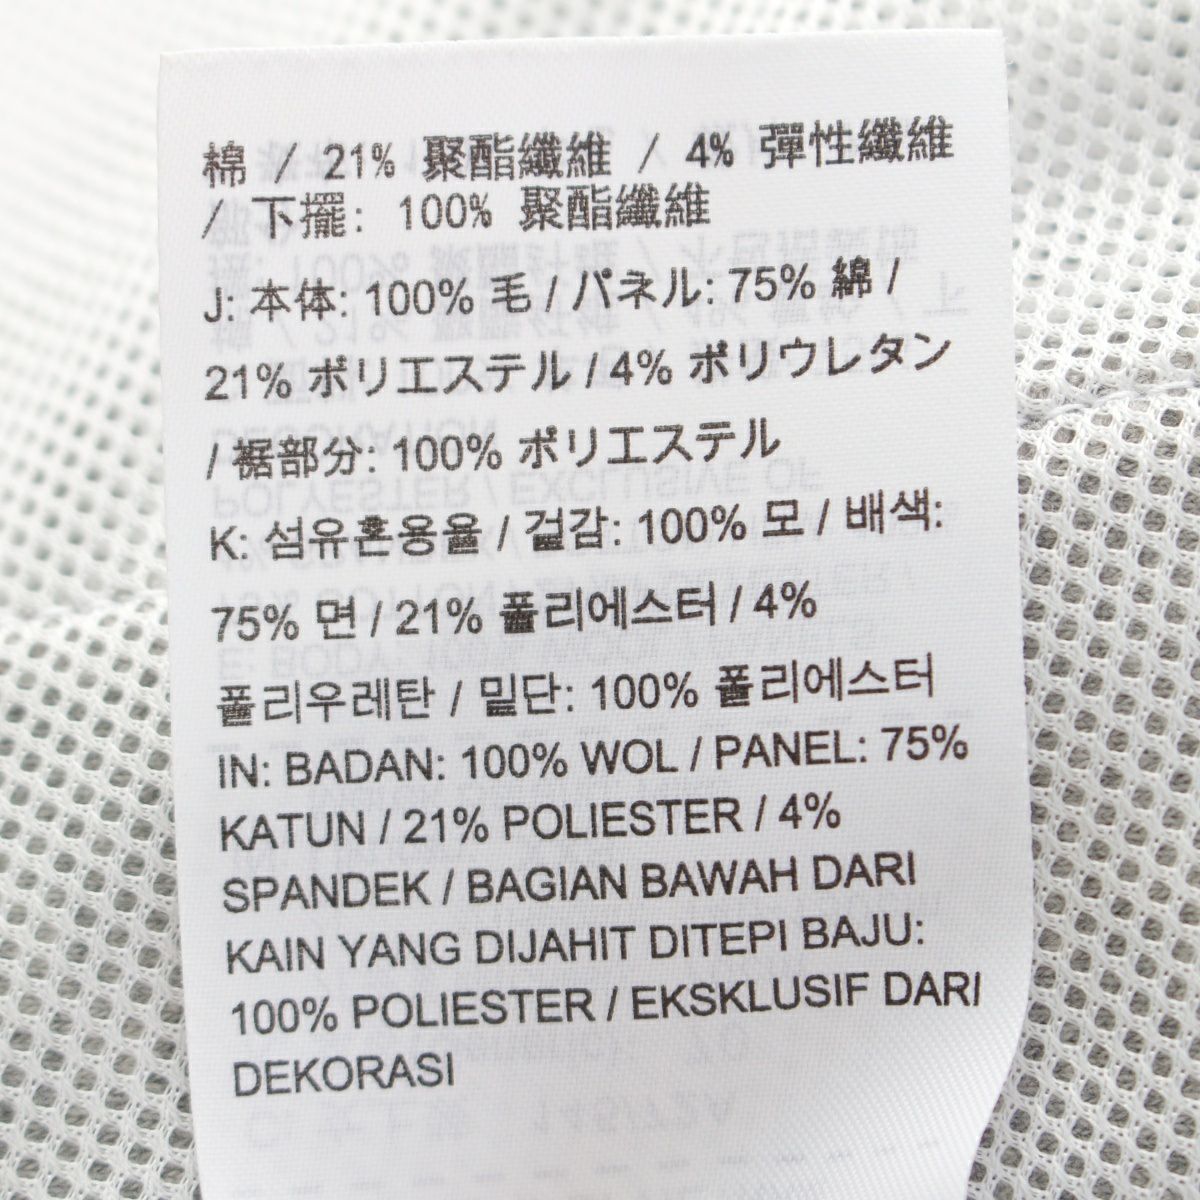 棉 / 21% 聚酯纖維 / 4% 彈性纖維
/ 下擺: 100% 聚酯纖維
J: 本体: 100% 毛 / パネル: 75% 綿 /
21% ポリエステル / 4% ポリウレタン
/ 裾部分: 100% ポリエステル
K: 섬유혼용율 / 겉감: 100% 모 / 배색:
75% 면 / 21% 폴리에스터 / 4%
폴리우레탄 / 밑단: 100% 폴리에스터
IN: BADAN: 100% WOL / PANEL: 75%
KATUN / 21% POLIESTER / 4%
SPANDEK / BAGIAN BAWAH DARI
KAIN YANG DIJAHIT DITEPI BAJU:
100% POLIESTER / EKSKLUSIF DARI
DEKORASI